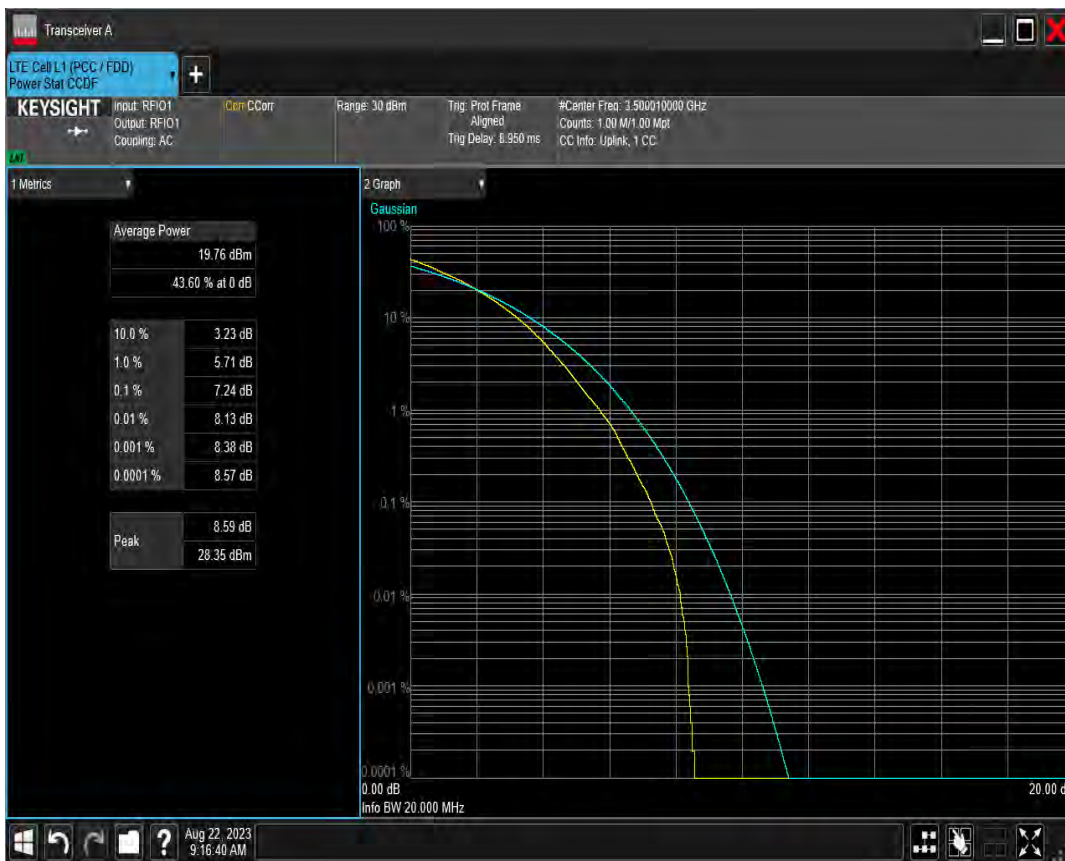 Transceiver A
LTE Cell L1 (PCC / FDD)
Power Stat CCDF
+
KEYSIGHT
Input: RFIO1
Output: RFIO1
Coupling: AC
Corr CCorr
Range: 30 dBm
Trig: Prot Frame
Aligned
Trig Delay: 6.950 ms
#Center Freq: 3.500010000 GHz
Counts: 1.00 M/1.00 Mpt
CC Info: Uplink, 1 CC
1 Metrics
Average Power
19.76 dBm
43.60 % at 0 dB
10.0 % 3.23 dB
1.0 % 5.71 dB
0.1 % 7.24 dB
0.01 % 8.13 dB
0.001 % 8.38 dB
0.0001 % 8.57 dB
Peak 8.59 dB
28.35 dBm
2 Graph
Gaussian
100 %
10 %
1 %
0.1 %
0.01 %
0.001 %
0.0001 %
0.00 dB
20.00 d
Info BW 20.000 MHz
?
Aug 22, 2023
9:16:40 AM